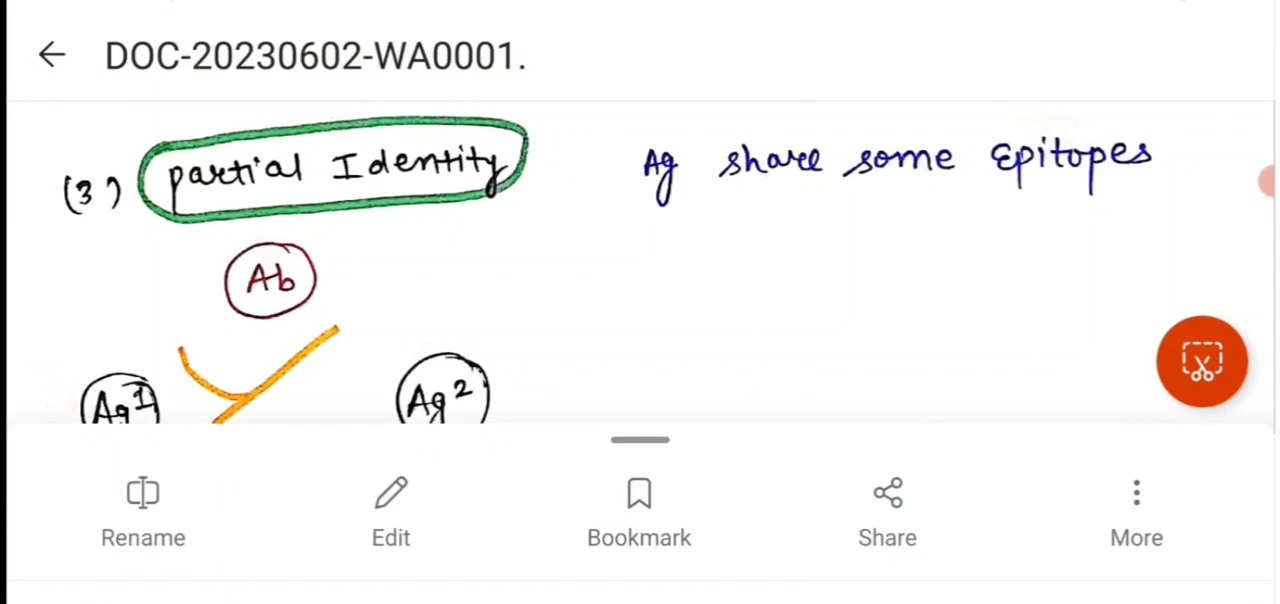 DOC-20230602-WA0001.
(3) partial Identity Ag share some Epitopes
Ab
Ag 1 Ag 2
Rename Edit Bookmark Share More